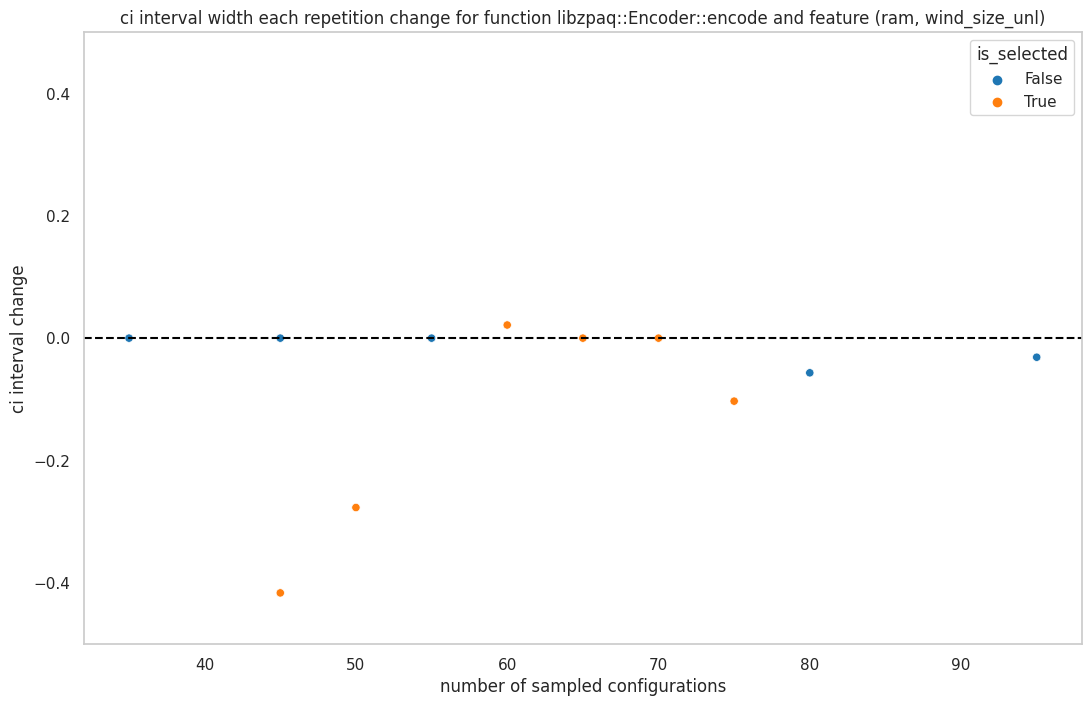 ci interval width each repetition change for function libzpaq::Encoder::encode and feature (ram, wind_size_unl)
is_selected
False
True
0.4
0.2
0.0
−0.2
−0.4
ci interval change
40 50 60 70 80 90
number of sampled configurations